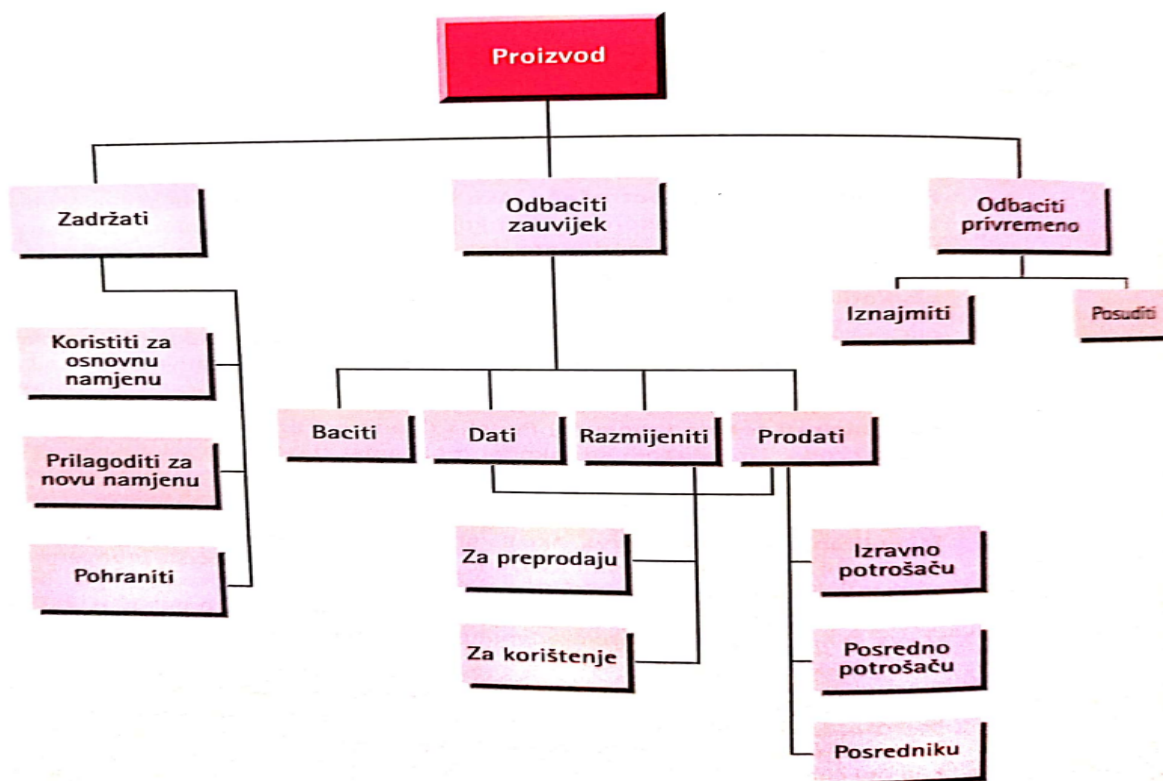 Proizvod
Zadržati
Odbaciti
zauvijek
Odbaciti
privremeno
Koristiti za
osnovnu
namjenu
Prilagoditi za
novu namjenu
Pohraniti
Iznajmiti
Posuditi
Baciti
Dati
Razmijeniti
Prodati
Za preprodaju
Za korištenje
Izravno
potrošaču
Posredno
potrošaču
Posredniku